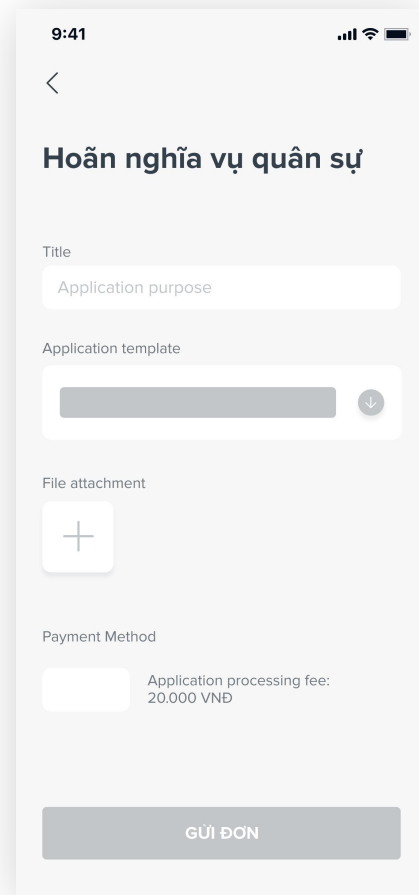 9:41
Hoãn nghĩa vụ quân sự
Title
Application purpose
Application template
File attachment
Payment Method
Application processing fee:
20.000 VNĐ
GỬI ĐƠN